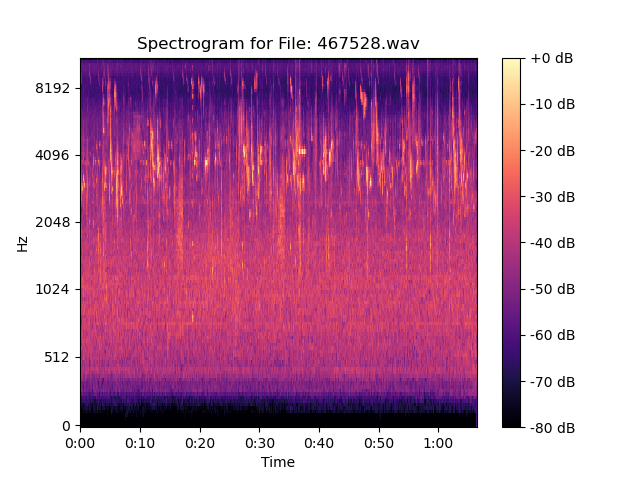 Spectrogram for File: 467528.wav
Hz
8192
4096
2048
1024
512
0
0:00 0:10 0:20 0:30 0:40 0:50 1:00
Time
+0 dB
-10 dB
-20 dB
-30 dB
-40 dB
-50 dB
-60 dB
-70 dB
-80 dB